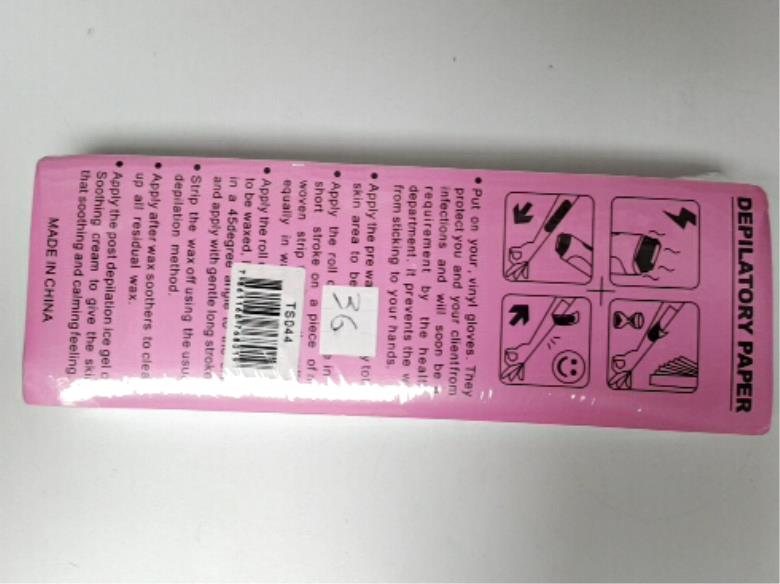 DEPILATORY PAPER
• Put on your, vinyl gloves. They
protect you and your clientfrom
infections and will soon be
requirement by the healt
department. it prevents the w
from sticking to your hands.
• Apply the pre wa
skin area to be
• Apply the roll
short stroke on a piece of
woven strip
equally in
• Apply the roll
to be waxed,
in a 45degree
and apply with gentle long stroke
• Strip the wax off using the usu
depilation method.
• Apply after wax soothers to clea
up all residual wax.
• Apply the post depilation ice gel
Soothing cream to give the ski
that soothing and calming feeling
MADE IN CHINA
36
TS044